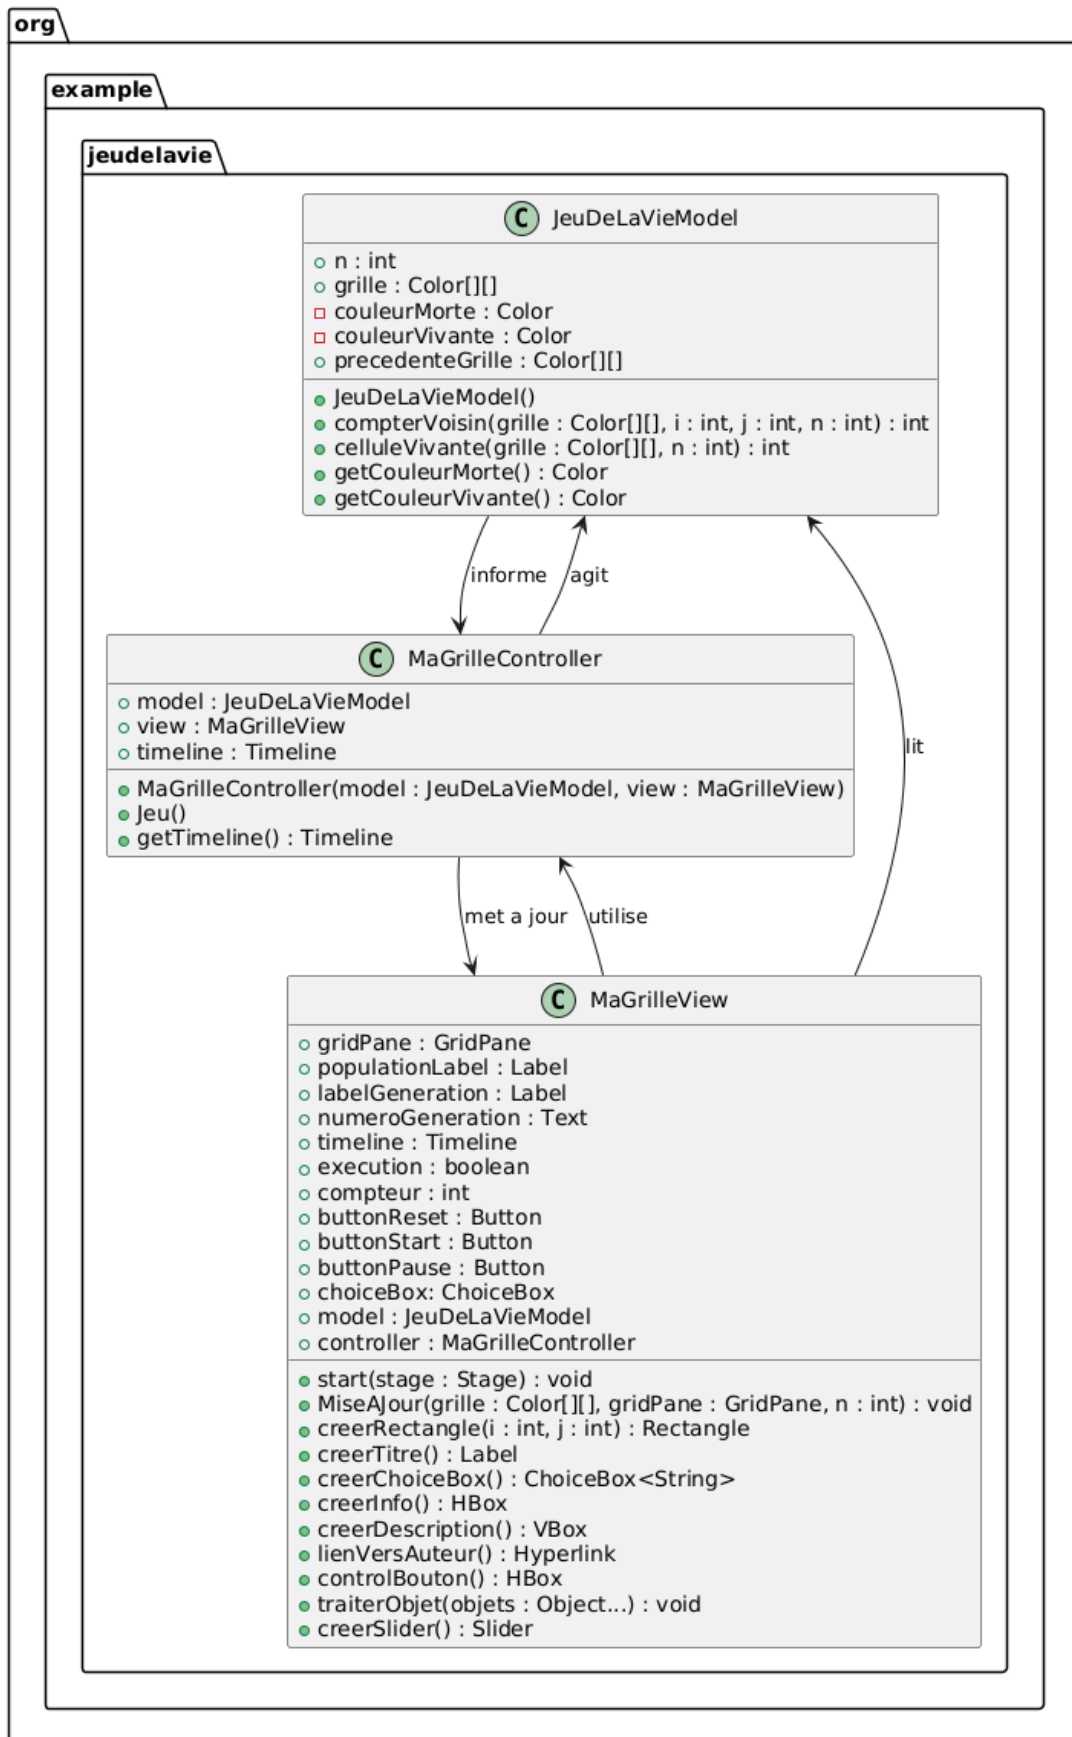 org
example
jeudelavie
C JeuDeLaVieModel
n : int
grille : Color[][]
couleurMorte : Color
couleurVivante : Color
precedenteGrille : Color[][]
JeuDeLaVieModel()
compterVoisin(grille : Color[][], i : int, j : int, n : int) : int
celluleVivante(grille : Color[][], n : int) : int
getCouleurMorte() : Color
getCouleurVivante() : Color
informe
agit
C MaGrilleController
model : JeuDeLaVieModel
view : MaGrilleView
timeline : Timeline
MaGrilleController(model : JeuDeLaVieModel, view : MaGrilleView)
Jeu()
getTimeline() : Timeline
lit
met a jour
utilise
C MaGrilleView
gridPane : GridPane
populationLabel : Label
labelGeneration : Label
numeroGeneration : Text
timeline : Timeline
execution : boolean
compteur : int
buttonReset : Button
buttonStart : Button
buttonPause : Button
choiceBox: ChoiceBox
model : JeuDeLaVieModel
controller : MaGrilleController
start(stage : Stage) : void
MiseAJour(grille : Color[][], gridPane : GridPane, n : int) : void
creerRectangle(i : int, j : int) : Rectangle
creerTitre() : Label
creerChoiceBox() : ChoiceBox<String>
creerInfo() : HBox
creerDescription() : VBox
lienVersAuteur() : Hyperlink
controlBouton() : HBox
traiterObjet(objets : Object...) : void
creerSlider() : Slider